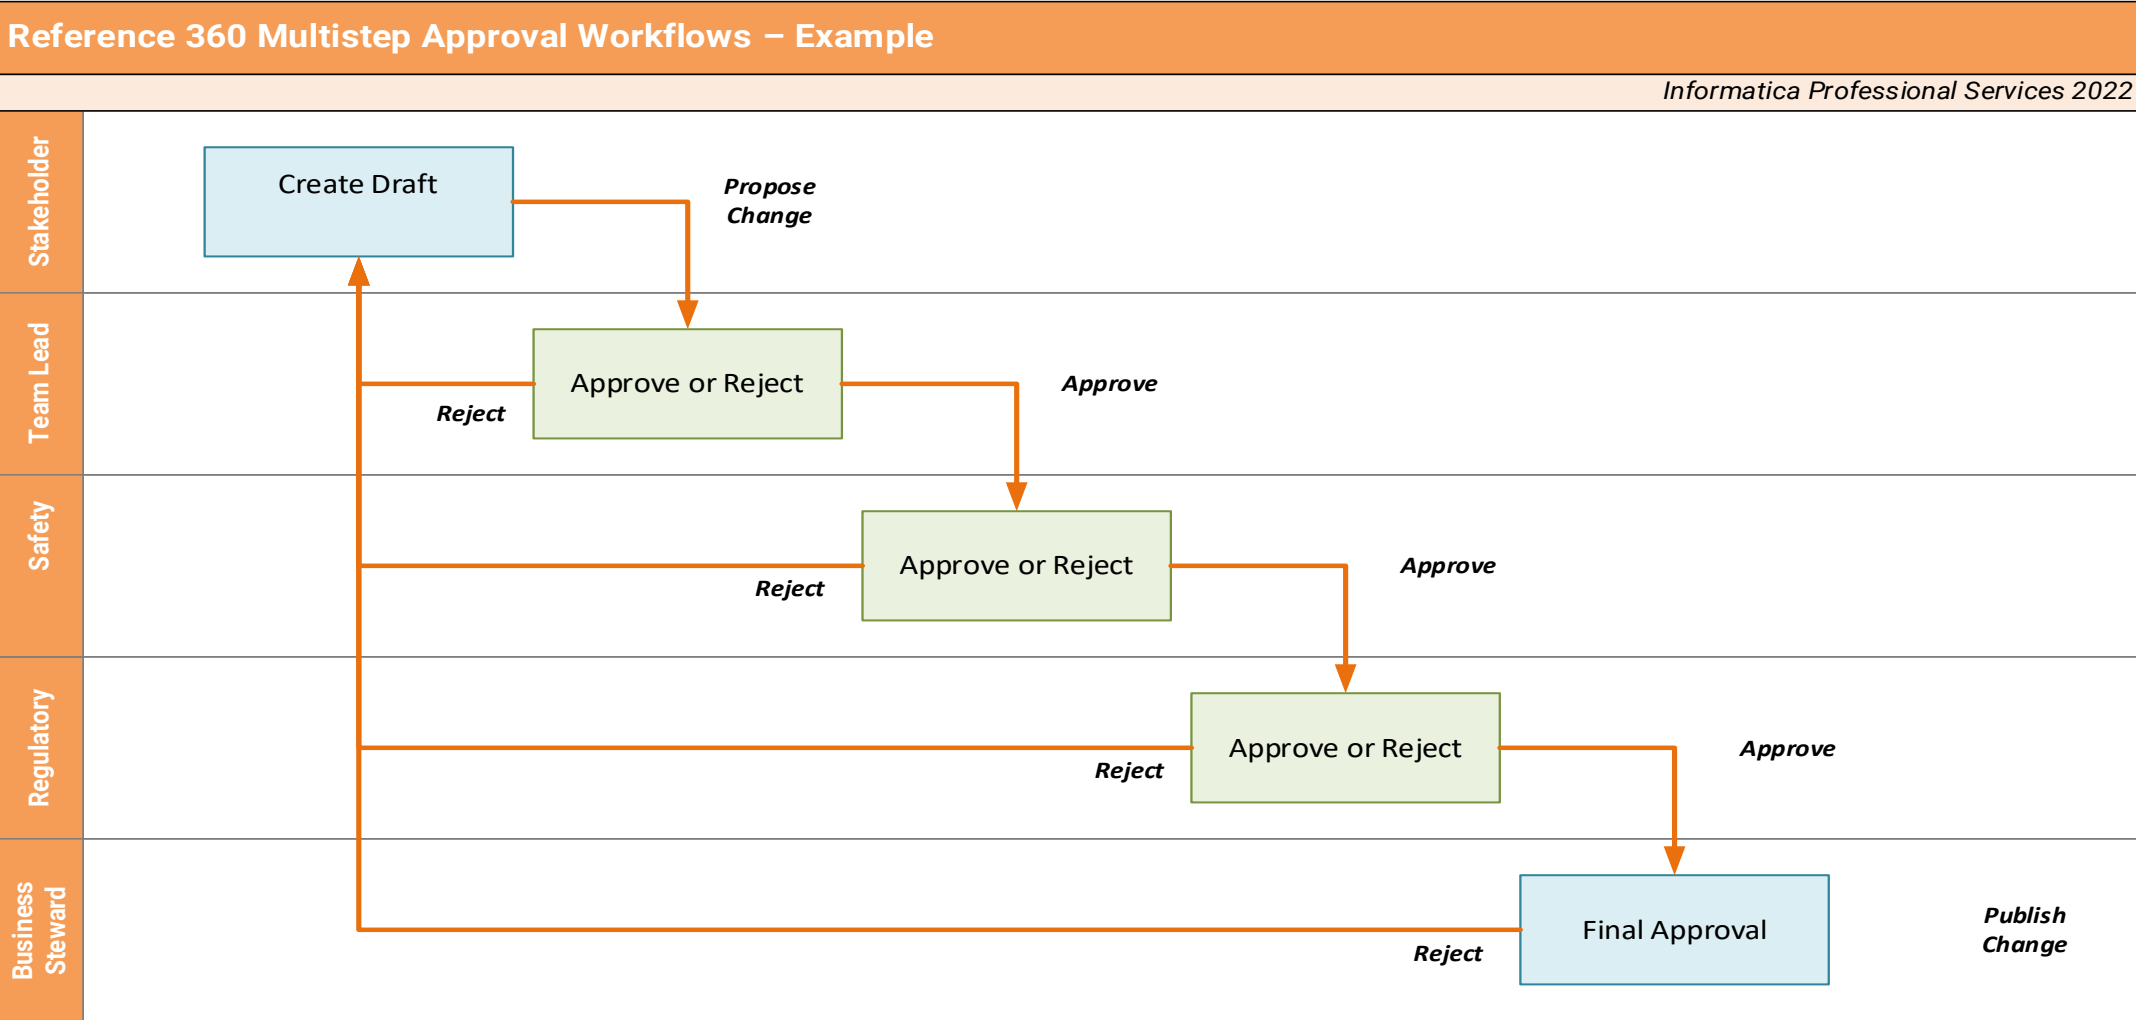 Reference 360 Multistep Approval Workflows – Example
Informatica Professional Services 2022
Stakeholder
Create Draft
Propose
Change
Team Lead
Approve or Reject
Approve
Reject
Safety
Approve or Reject
Approve
Reject
Regulatory
Approve or Reject
Approve
Reject
Business
Steward
Final Approval
Publish
Change
Reject